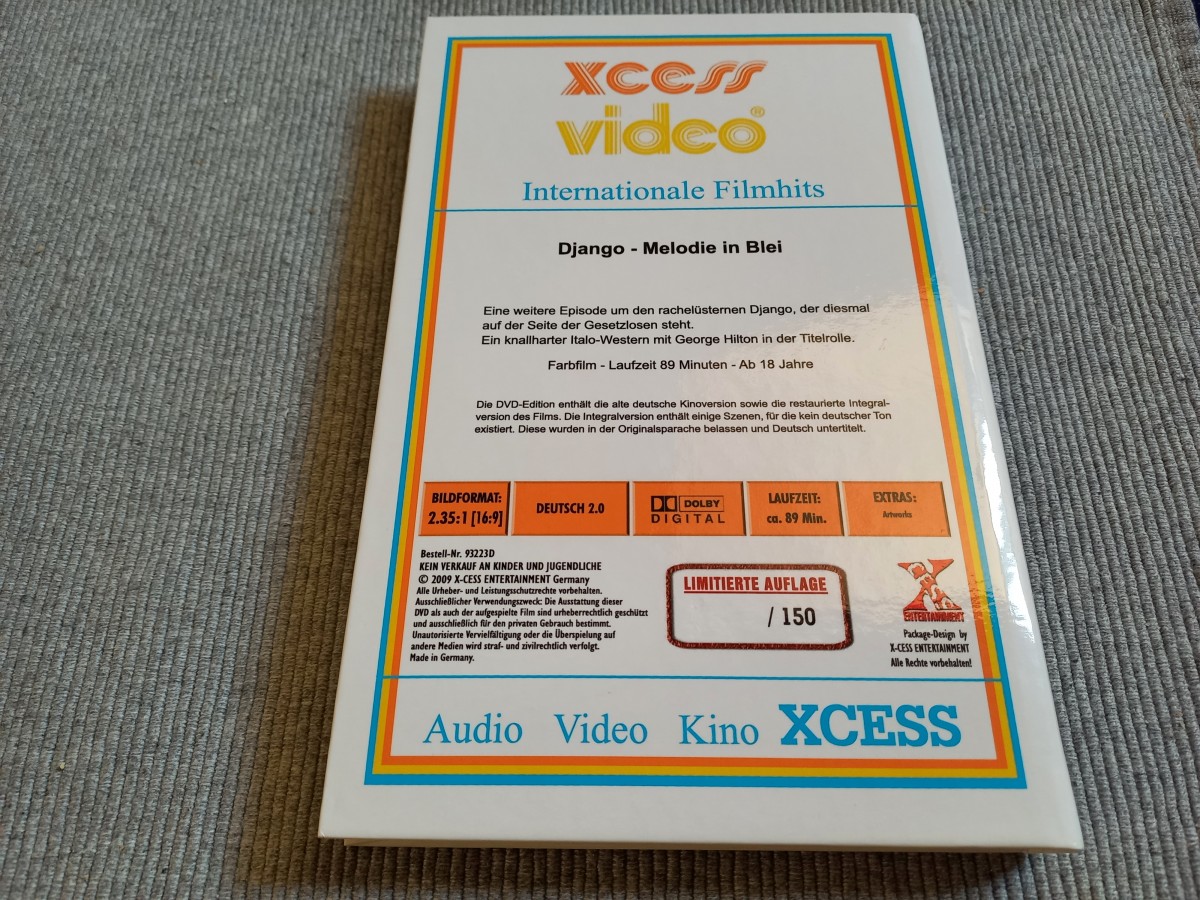 xcess
video®
Internationale Filmhits
Django - Melodie in Blei
Eine weitere Episode um den rachelüsternen Django, der diesmal
auf der Seite der Gesetzlosen steht.
Ein knallharter Italo-Western mit George Hilton in der Titelrolle.
Farbfilm - Laufzeit 89 Minuten - Ab 18 Jahre
Die DVD-Edition enthält die alte deutsche Kinoversion sowie die restaurierte Integral-
version des Films. Die Integralversion enthält einige Szenen, für die kein deutscher Ton
existiert. Diese wurden in der Originalsparache belassen und Deutsch untertitelt.
BILDFORMAT:
2.35:1 [16:9]
DEUTSCH 2.0
DOLBY
DIGITAL
LAUFZEIT:
ca. 89 Min.
EXTRAS:
Artworks
Bestell-Nr. 93223D
KEIN VERKAUF AN KINDER UND JUGENDLICHE
© 2009 X-CESS ENTERTAINMENT Germany
Alle Urheber- und Leistungsschutzrechte vorbehalten.
Ausschließlicher Verwendungszweck: Die Ausstattung dieser
DVD als auch der aufgespielte Film sind urheberrechtlich geschützt
und ausschließlich für den privaten Gebrauch bestimmt.
Unautorisierte Vervielfältigung oder die Überspielung auf
andere Medien wird straf- und zivilrechtlich verfolgt.
Made in Germany.
LIMITIERTE AUFLAGE
/ 150
ENTERTAINMENT
Package-Design by
X-CESS ENTERTAINMENT
Alle Rechte vorbehalten!
Audio Video Kino XCESS